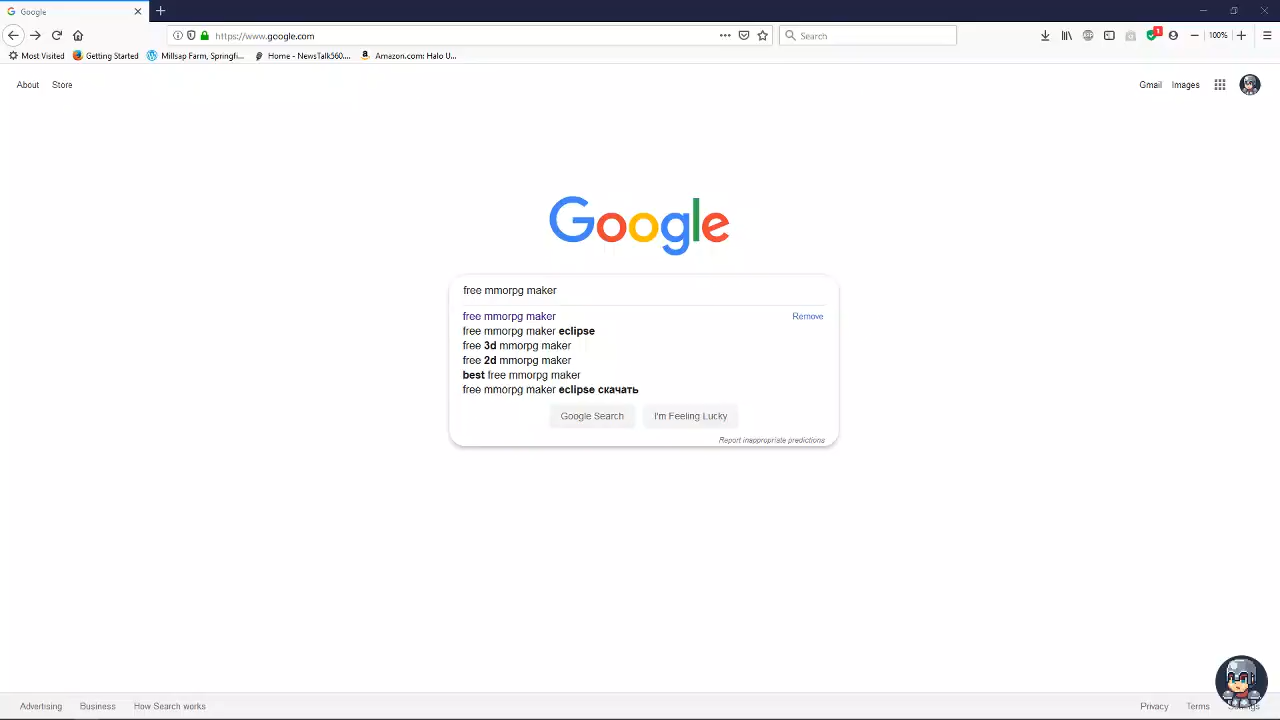 Google
https://www.google.com
Search
1
100%
Most Visited
Getting Started
Millsap Farm, Springfi...
Home - NewsTalk560....
Amazon.com: Halo U...
About
Store
Gmail
Images
Google
free mmorpg maker
free mmorpg maker
Remove
free mmorpg maker eclipse
free 3d mmorpg maker
free 2d mmorpg maker
best free mmorpg maker
free mmorpg maker eclipse скачать
Google Search
I'm Feeling Lucky
Report inappropriate predictions
Advertising
Business
How Search works
Privacy
Terms